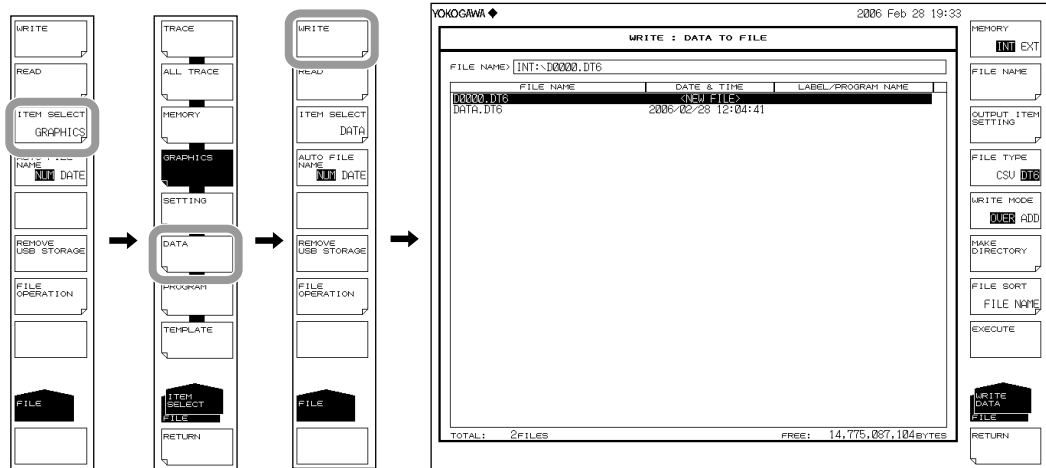 WRITE
READ
ITEM SELECT
GRAPHICS
AUTO FILE
NAME
NUM DATE
REMOVE
USB STORAGE
FILE
OPERATION
FILE
TRACE
ALL TRACE
MEMORY
GRAPHICS
SETTING
DATA
PROGRAM
TEMPLATE
ITEM
SELECT
FILE
RETURN
WRITE
READ
ITEM SELECT
DATA
AUTO FILE
NAME
NUM DATE
REMOVE
USB STORAGE
FILE
OPERATION
FILE
YOKOGAWA
2006 Feb 28 19:33
WRITE : DATA TO FILE
FILE NAME> INT:\D0000.DT6
FILE NAME DATE & TIME LABEL/PROGRAM NAME
D0000.DT6 <NEW FILE>
DATA.DT6 2006/02/28 12:04:41
TOTAL: 2FILES FREE: 14,775,087,104BYTES
MEMORY
INT EXT
FILE NAME
OUTPUT ITEM
SETTING
FILE TYPE
CSV DT6
WRITE MODE
OVER ADD
MAKE
DIRECTORY
FILE SORT
FILE NAME
EXECUTE
WRITE
DATA
FILE
RETURN